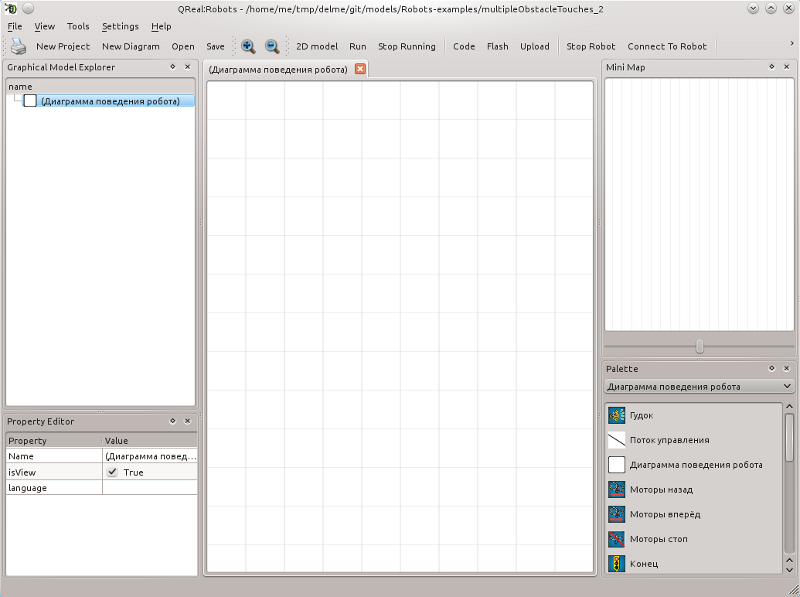 QReal:Robots - /home/me/tmp/delme/git/models/Robots-examples/multipleObstacleTouches_2
File View Tools Settings Help
New Project New Diagram Open Save 2D model Run Stop Running Code Flash Upload Stop Robot Connect To Robot
Graphical Model Explorer
name
(Диаграмма поведения робота)
(Диаграмма поведения робота)
Mini Map
Property Editor
Property Value
Name (Диаграмма повед...
isView True
language
Palette
Диаграмма поведения робота
Гудок
Поток управления
Диаграмма поведения робота
Моторы назад
Моторы вперёд
Моторы стоп
Конец